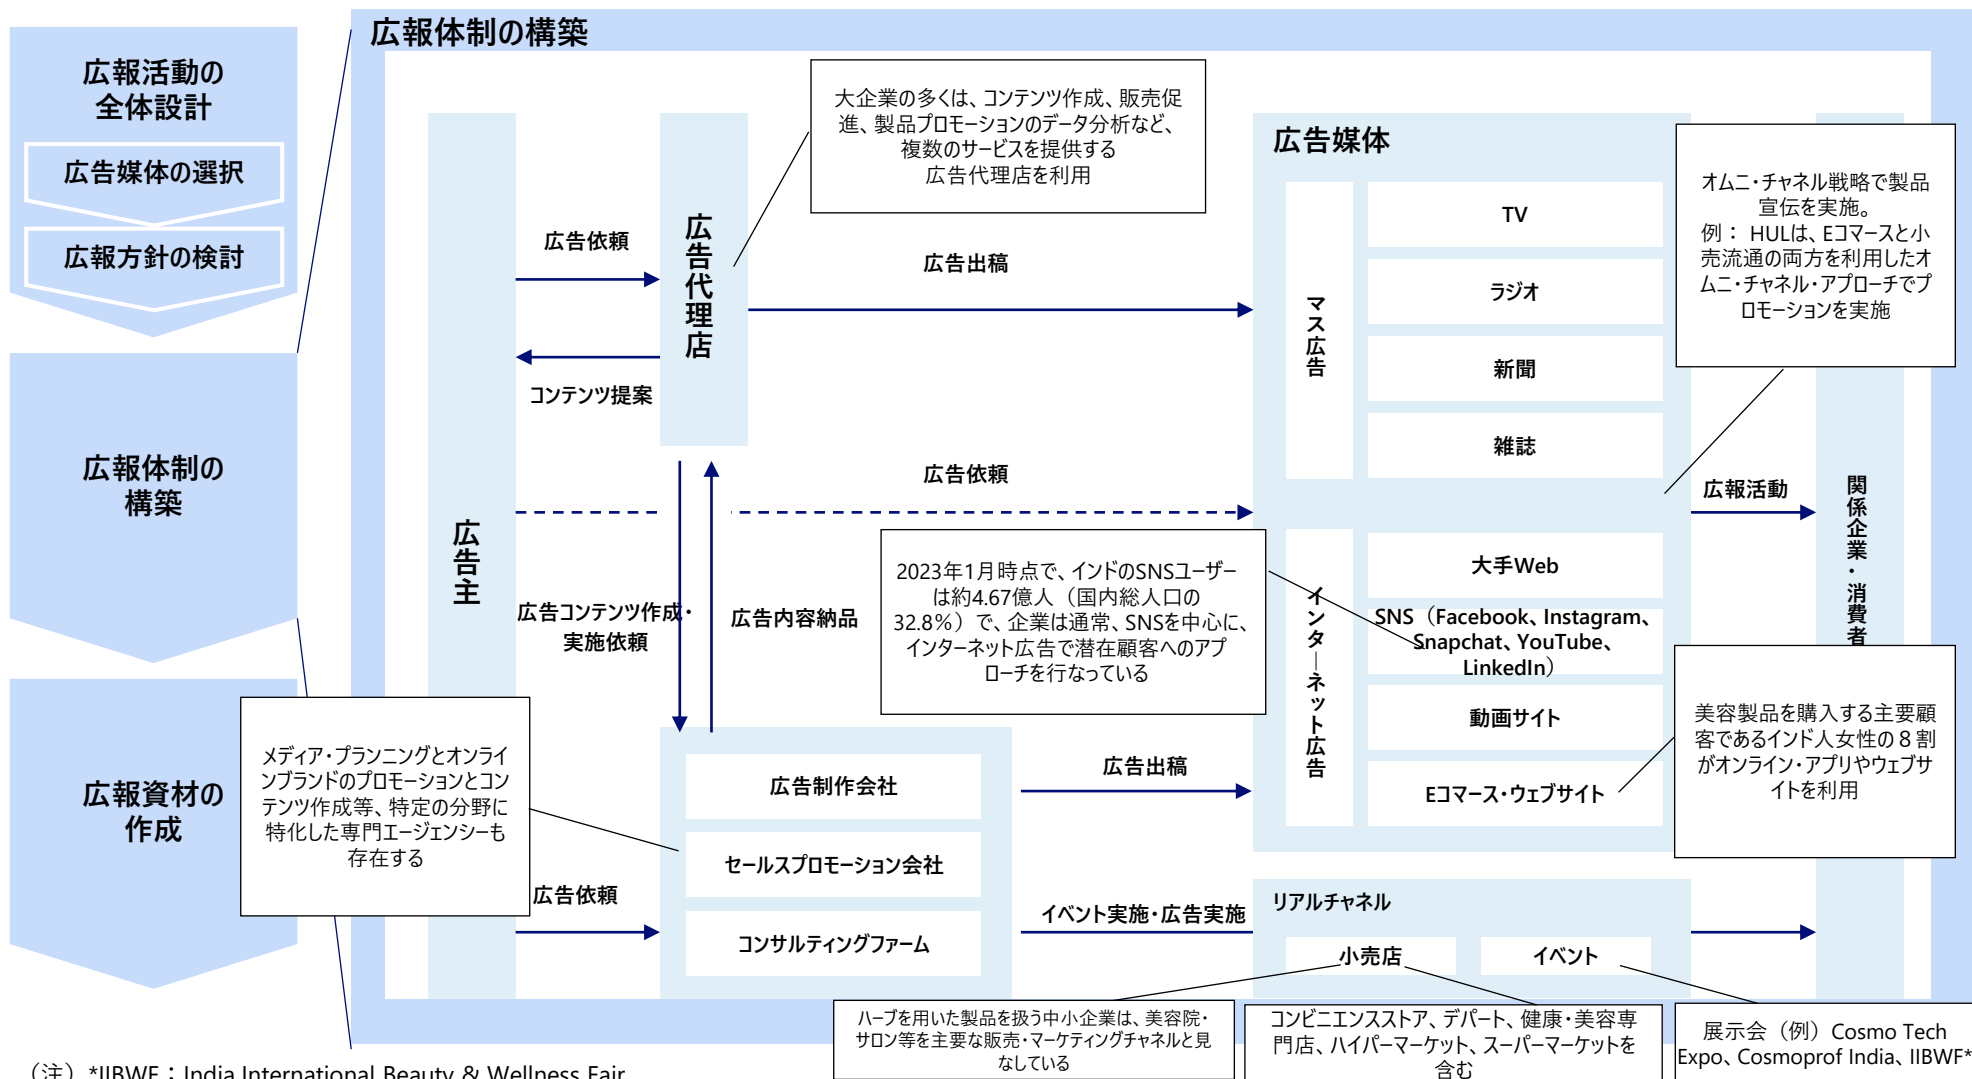 広報活動の
全体設計
広告媒体の選択
広報方針の検討
広報体制の
構築
広報資材の
作成
広報体制の構築
広告主
広告依頼
コンテンツ提案
広告代理店
大企業の多くは、コンテンツ作成、販売促
進、製品プロモーションのデータ分析など、
複数のサービスを提供する
広告代理店を利用
広告出稿
広告依頼
広告コンテンツ作成・
実施依頼
広告内容納品
2023年1月時点で、インドのSNSユーザー
は約4.67億人（国内総人口の
32.8%）で、企業は通常、SNSを中心に、
インターネット広告で潜在顧客へのアプ
ローチを行なっている
メディア・プランニングとオンライ
ンブランドのプロモーションとコン
テンツ作成等、特定の分野に
特化した専門エージェンシーも
存在する
広告依頼
広告制作会社
セールスプロモーション会社
コンサルティングファーム
広告出稿
イベント実施・広告実施
広告媒体
マス広告
TV
ラジオ
新聞
雑誌
インターネット広告
大手Web
SNS（Facebook、Instagram、
Snapchat、YouTube、
LinkedIn）
動画サイト
Eコマース・ウェブサイト
リアルチャネル
小売店
イベント
広報活動
関係企業・消費者
オムニ・チャネル戦略で製品
宣伝を実施。
例： HULは、Eコマースと小
売流通の両方を利用したオ
ムニ・チャネル・アプローチでプ
ロモーションを実施
美容製品を購入する主要顧
客であるインド人女性の８割
がオンライン・アプリやウェブサ
イトを利用
ハーブを用いた製品を扱う中小企業は、美容院・
サロン等を主要な販売・マーケティングチャネルと見
なしている
コンビニエンスストア、デパート、健康・美容専
門店、ハイパーマーケット、スーパーマーケットを
含む
展示会（例）Cosmo Tech
Expo、Cosmoprof India、IIBWF*
（注）*IIBWF：India International Beauty & Wellness Fair